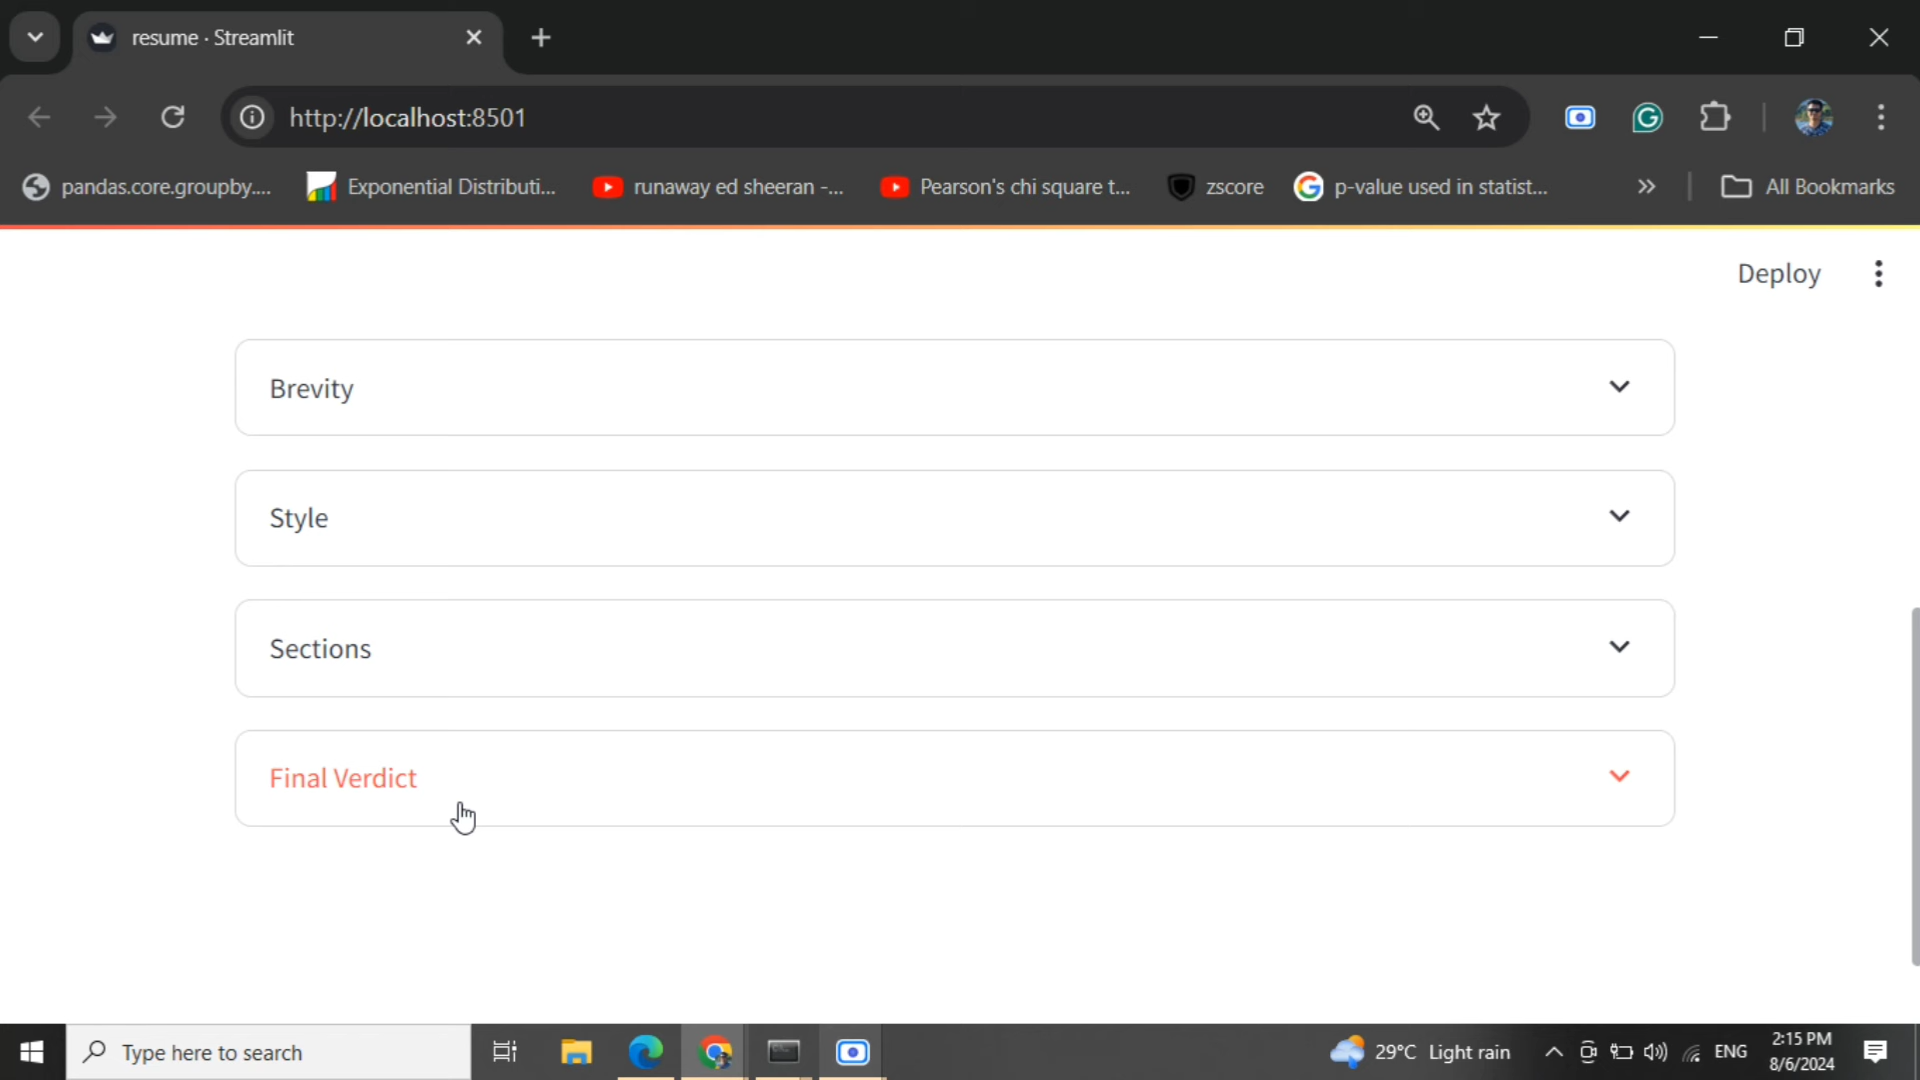 resume · Streamlit
http://localhost:8501
pandas.core.groupby.... Exponential Distributi... runaway ed sheeran -... Pearson's chi square t... zscore p-value used in statist... All Bookmarks
Deploy
Brevity
Style
Sections
Final Verdict
Type here to search 29°C Light rain ENG 2:15 PM
8/6/2024